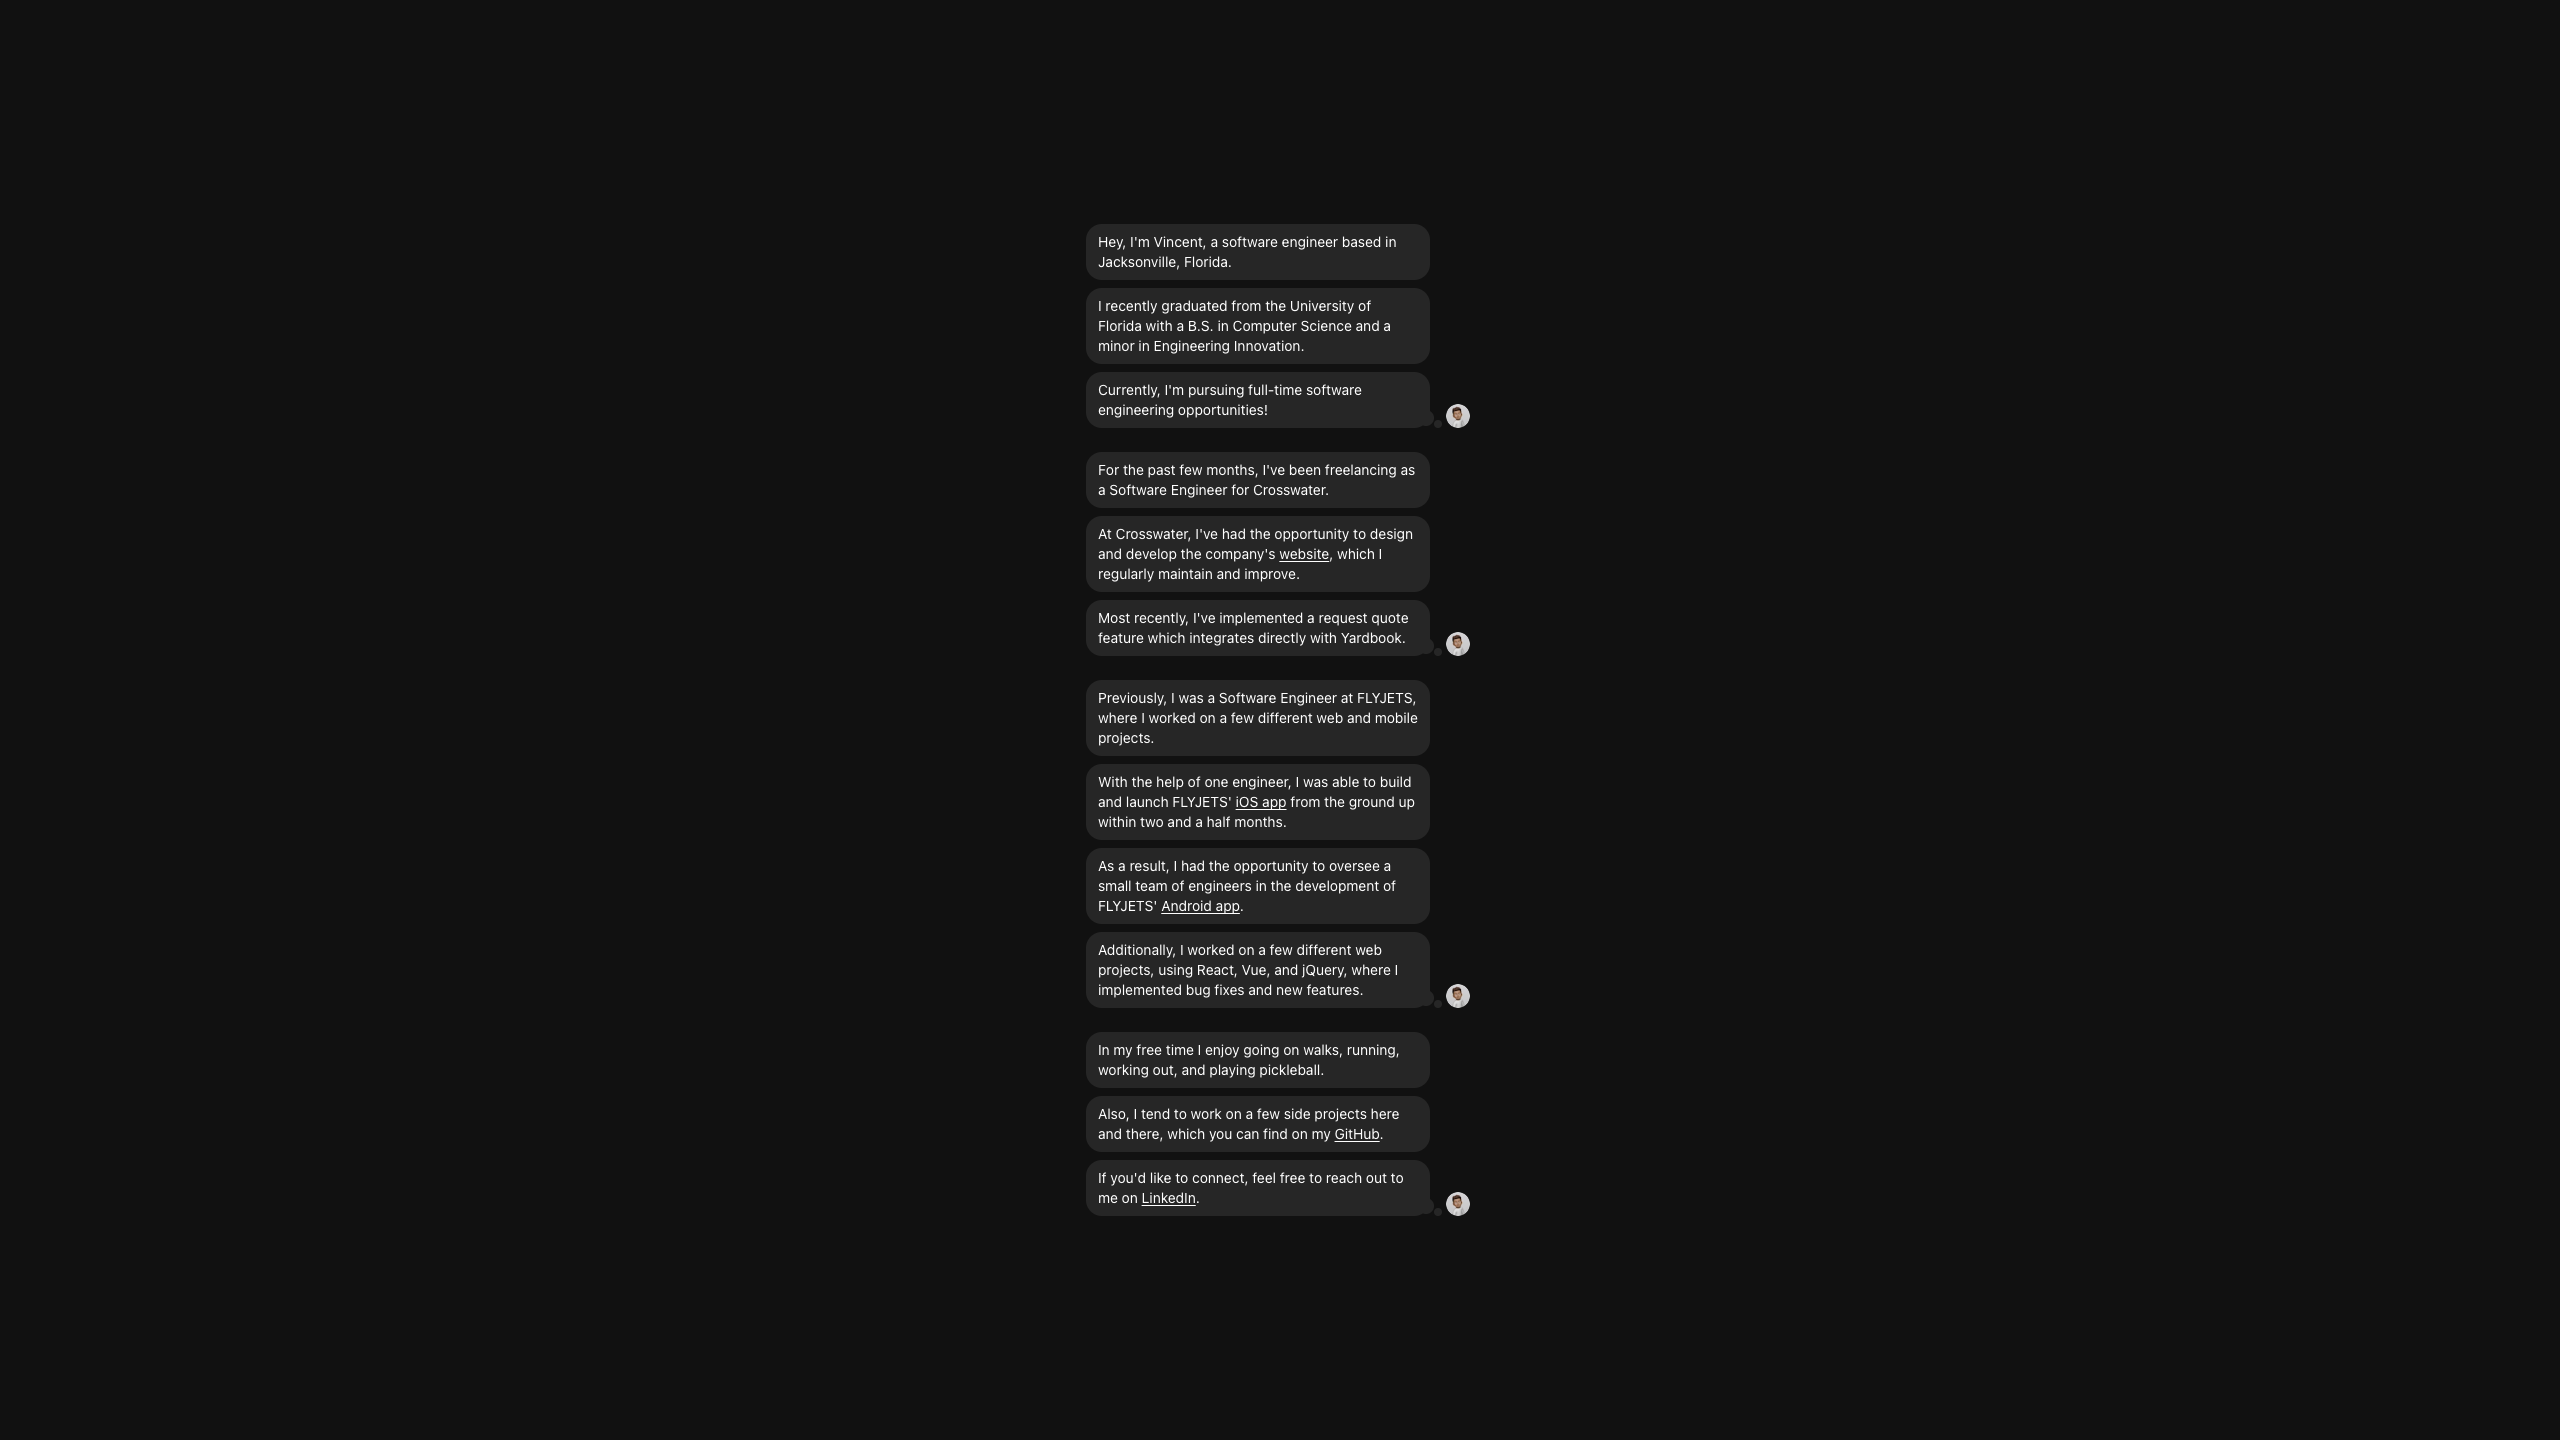 Hey, I'm Vincent, a software engineer based in
Jacksonville, Florida.
I recently graduated from the University of
Florida with a B.S. in Computer Science and a
minor in Engineering Innovation.
Currently, I'm pursuing full-time software
engineering opportunities!
For the past few months, I've been freelancing as
a Software Engineer for Crosswater.
At Crosswater, I've had the opportunity to design
and develop the company's website, which I
regularly maintain and improve.
Most recently, I've implemented a request quote
feature which integrates directly with Yardbook.
Previously, I was a Software Engineer at FLYJETS,
where I worked on a few different web and mobile
projects.
With the help of one engineer, I was able to build
and launch FLYJETS' iOS app from the ground up
within two and a half months.
As a result, I had the opportunity to oversee a
small team of engineers in the development of
FLYJETS' Android app.
Additionally, I worked on a few different web
projects, using React, Vue, and jQuery, where I
implemented bug fixes and new features.
In my free time I enjoy going on walks, running,
working out, and playing pickleball.
Also, I tend to work on a few side projects here
and there, which you can find on my GitHub.
If you'd like to connect, feel free to reach out to
me on LinkedIn.